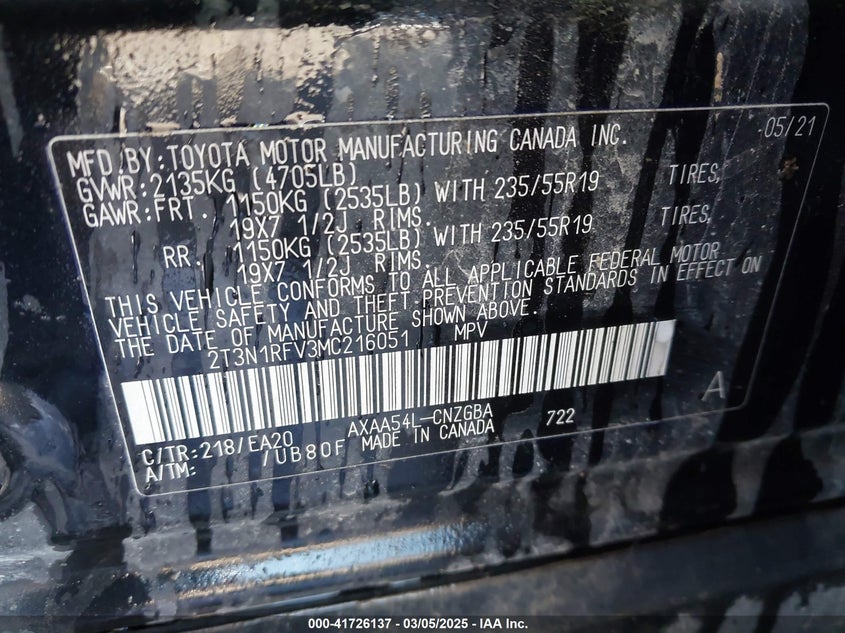 05/21
MFD.BY:TOYOTA MOTOR MANUFACTURING CANADA INC.
GVWR:2135KG (4705LB)
GAWR:FRT. 1150KG (2535LB) WITH 235/55R19 TIRES,
19X7 1/2J RIMS.
RR. 1150KG (2535LB) WITH 235/55R19 TIRES,
19X7 1/2J RIMS.
THIS VEHICLE CONFORMS TO ALL APPLICABLE FEDERAL MOTOR
VEHICLE SAFETY AND THEFT PREVENTION STANDARDS IN EFFECT ON
THE DATE OF MANUFACTURE SHOWN ABOVE.
2T3N1RFV3MC216051 MPV
A
C/TR:218/EA20 AXAA54L-CNZGBA 722
A/TM: /UB80F MADE IN CANADA
000-41726137 - 03/05/2025 - IAA Inc.